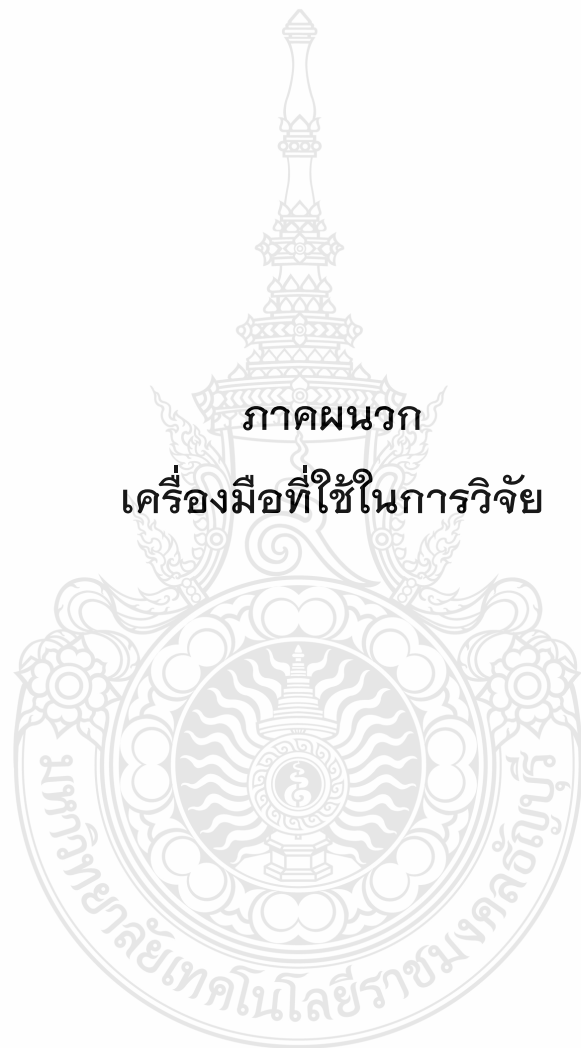 ภาคผนวก
เครื่องมือที่ใช้ในการวิจัย
มหาวิทยาลัยเทคโนโลยีราชมงคลธัญบุรี